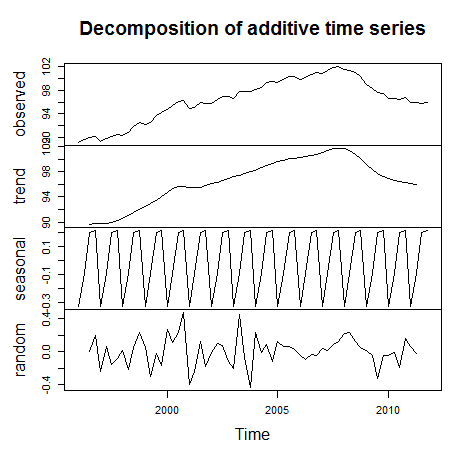 Decomposition of additive time series
observed
102
98
94
90
trend
98
94
90
seasonal
0.1
-0.1
-0.3
random
0.4
0.0
-0.4
2000 2005 2010
Time